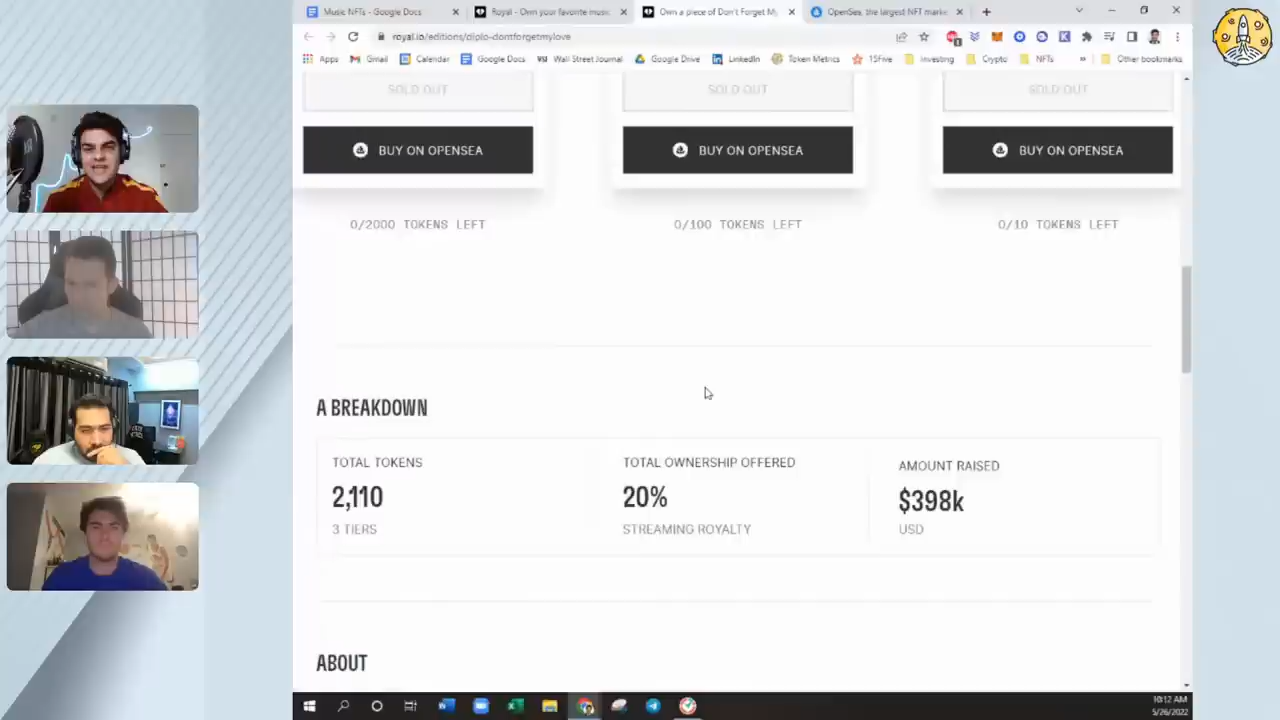 Music NFTs - Google Docs
Royal - Own your favorite music
Own a piece of Don't Forget My
OpenSea, the largest NFT marke
royal.io/editions/diplo-dontforgetmylove
Apps
Gmail
Calendar
Google Docs
Wall Street Journal
Google Drive
LinkedIn
Token Metrics
15Five
Investing
Crypto
NFTs
Other bookmarks
SOLD OUT
SOLD OUT
SOLD OUT
BUY ON OPENSEA
BUY ON OPENSEA
BUY ON OPENSEA
0/2000 TOKENS LEFT
0/100 TOKENS LEFT
0/10 TOKENS LEFT
A BREAKDOWN
TOTAL TOKENS
2,110
3 TIERS
TOTAL OWNERSHIP OFFERED
20%
STREAMING ROYALTY
AMOUNT RAISED
$398k
USD
ABOUT
10:12 AM
5/26/2022